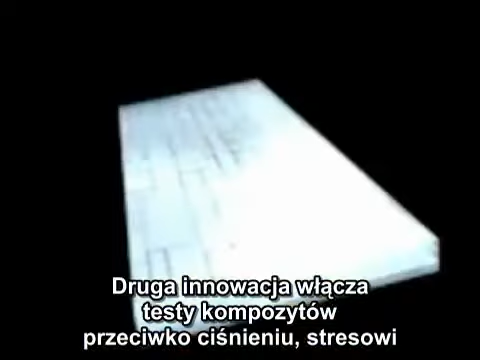 Druga innowacja włącza
testy kompozytów
przeciwko ciśnieniu, stresowi